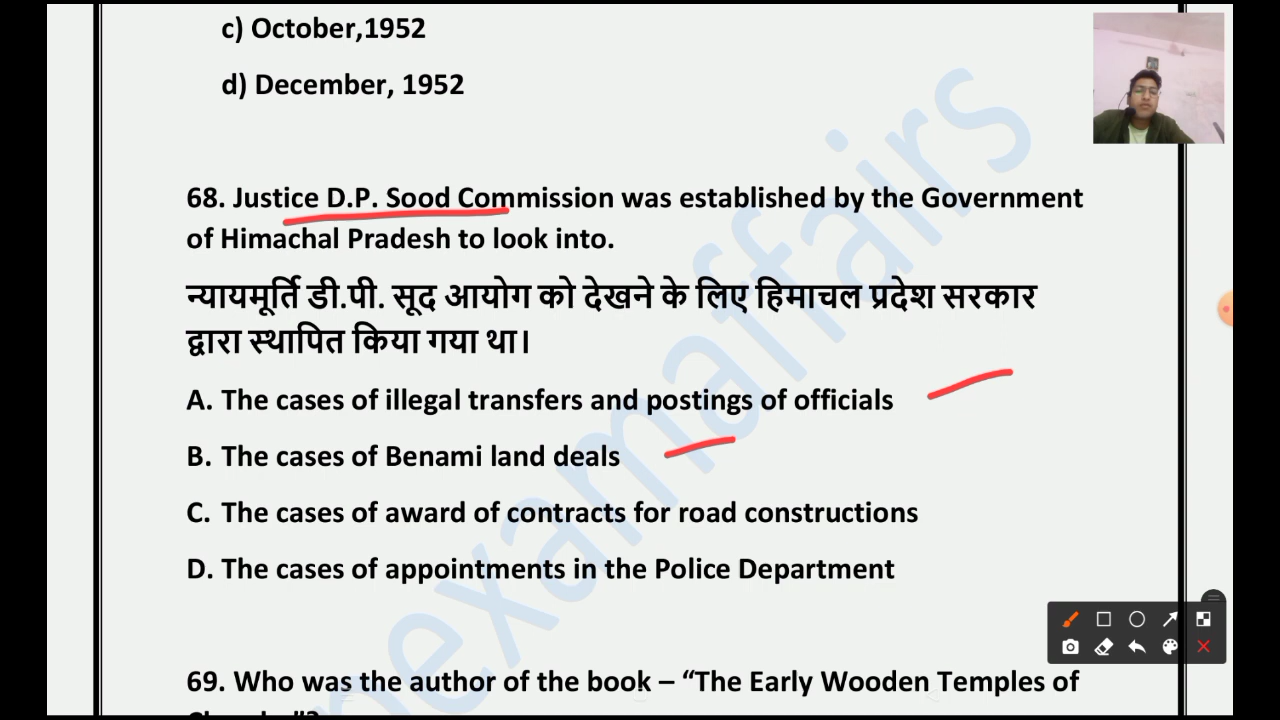 c) October,1952
d) December, 1952
68. Justice D.P. Sood Commission was established by the Government
of Himachal Pradesh to look into.
न्यायमूर्ति डी.पी. सूद आयोग को देखने के लिए हिमाचल प्रदेश सरकार
द्वारा स्थापित किया गया था।
A. The cases of illegal transfers and postings of officials
B. The cases of Benami land deals
C. The cases of award of contracts for road constructions
D. The cases of appointments in the Police Department
69. Who was the author of the book – “The Early Wooden Temples of
examaffairs